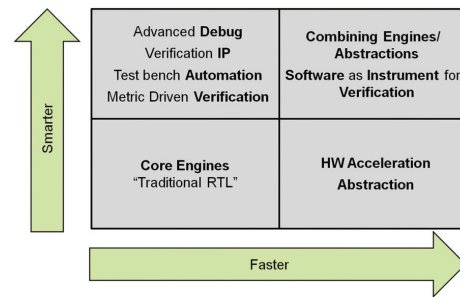 Smarter
Advanced Debug
Verification IP
Test bench Automation
Metric Driven Verification
Combining Engines/
Abstractions
Software as Instrument for
Verification
Core Engines
“Traditional RTL”
HW Acceleration
Abstraction
Faster